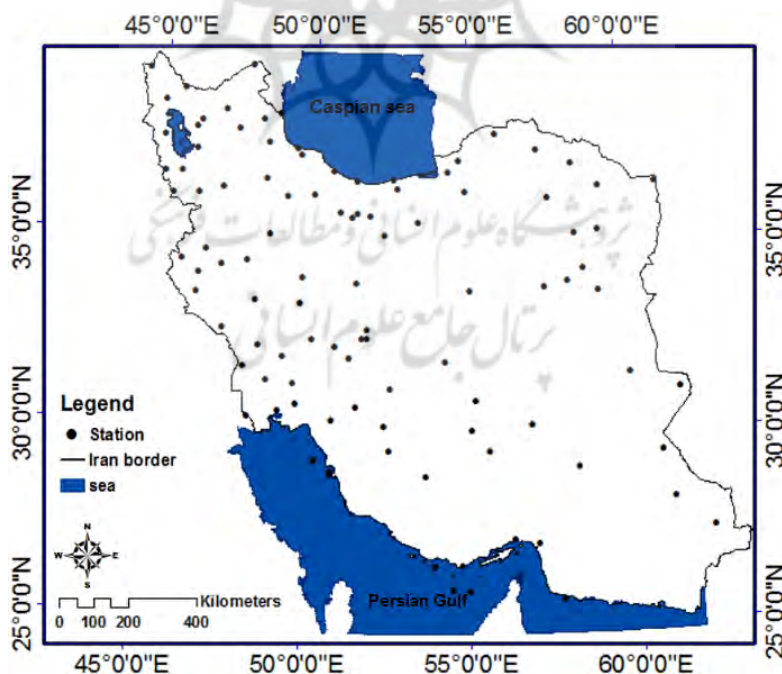 45°0'0"E 50°0'0"E 55°0'0"E 60°0'0"E
Caspian sea
35°0'0"N 35°0'0"N
پژوهشگاه علوم انسانی و مطالعات فرهنگی
پرتال جامع علوم انسانی
30°0'0"N 30°0'0"N
Legend
Station
Iran border
sea
N
W E
S
Kilometers
0 100 200 400
Persian Gulf
25°0'0"N 25°0'0"N
45°0'0"E 50°0'0"E 55°0'0"E 60°0'0"E